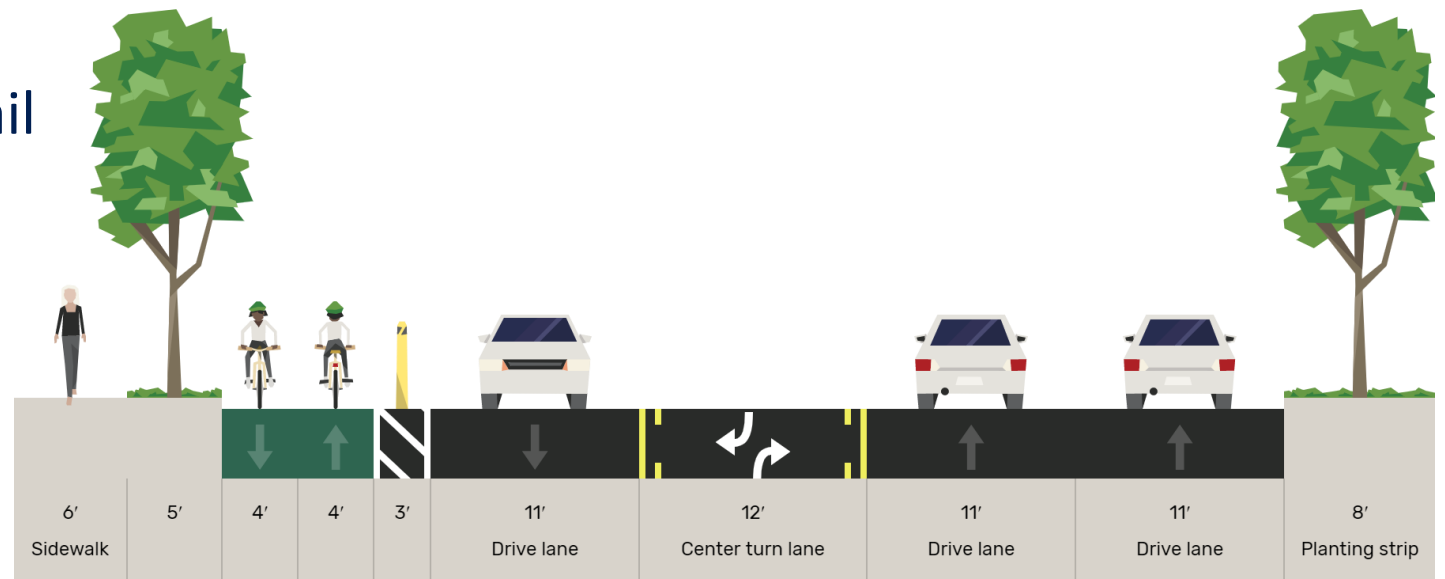 6′ 5′ 4′ 4′ 3′ 11′ 12′ 11′ 11′ 8′
Sidewalk Drive lane Center turn lane Drive lane Drive lane Planting strip